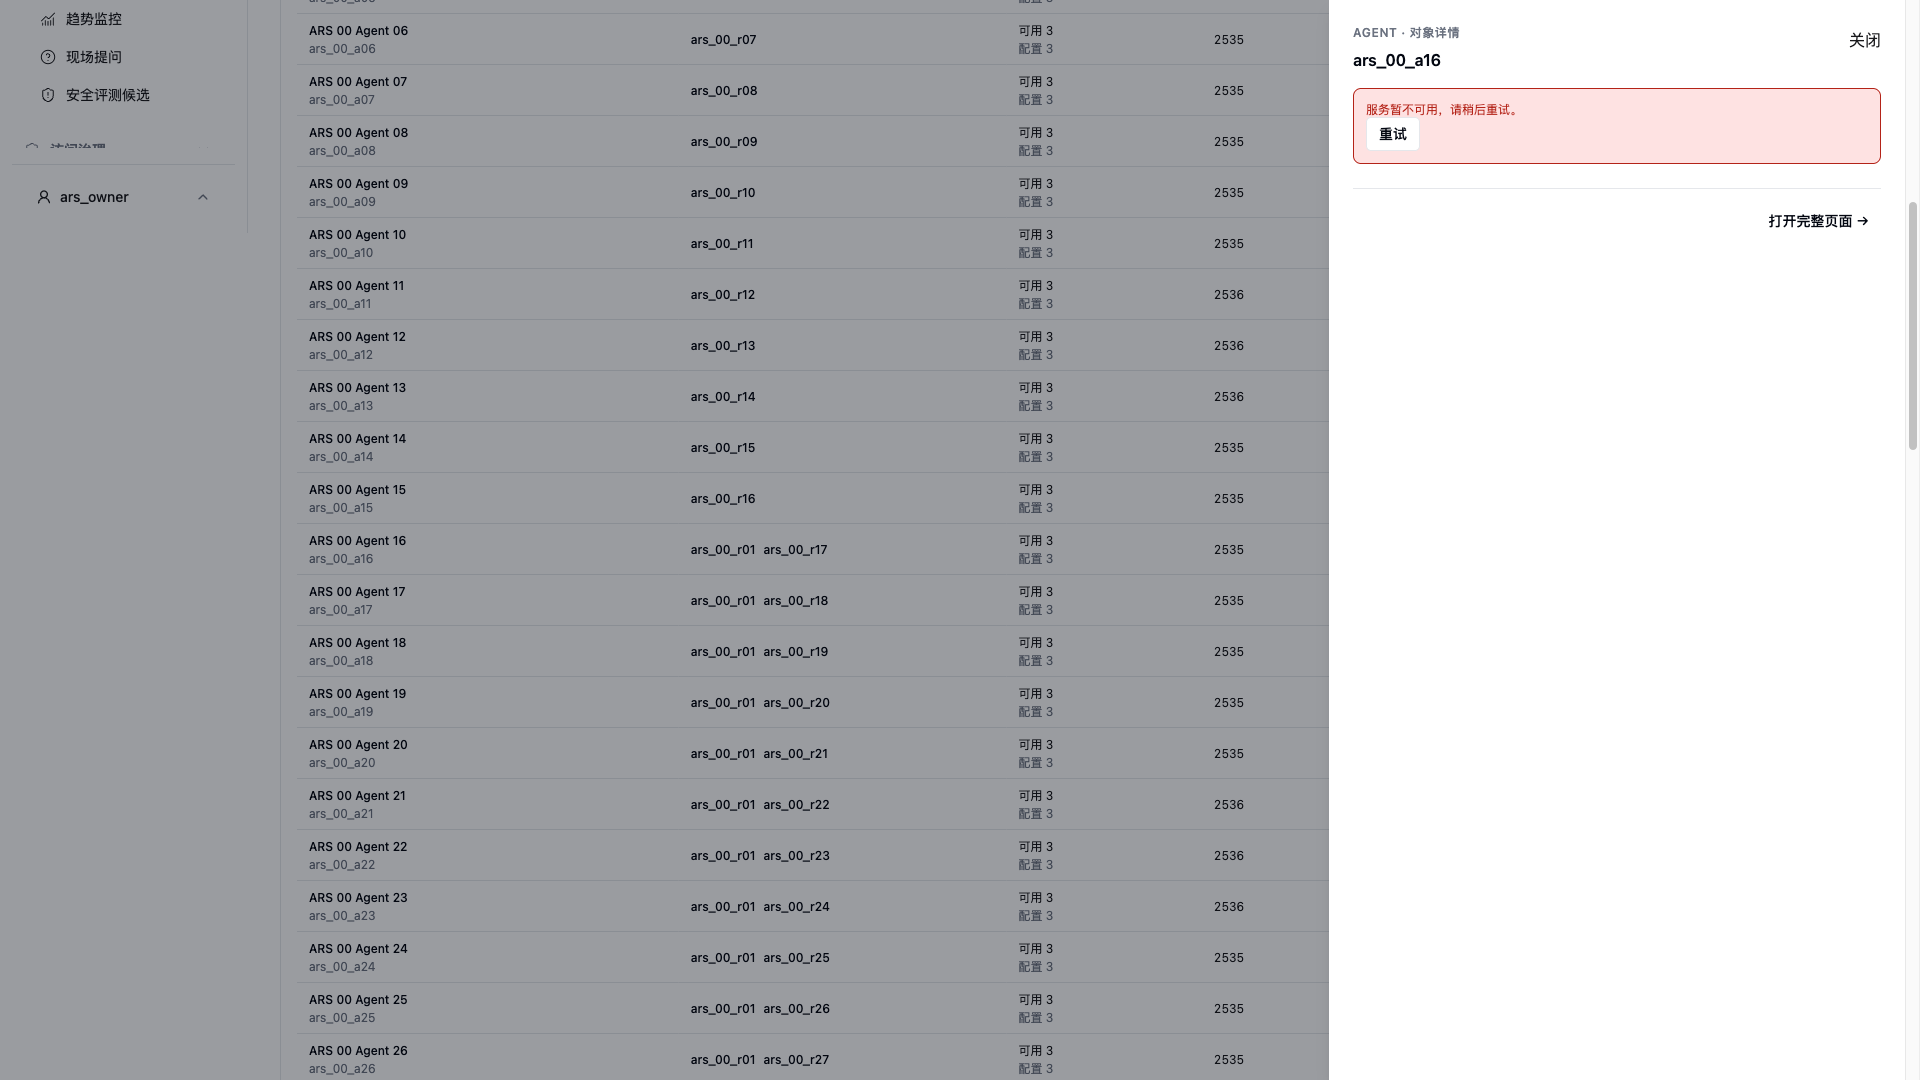 趋势监控
现场提问
安全评测候选
ars_owner
ARS 00 Agent 06
ars_00_a06
ars_00_r07
可用 3
配置 3
2535
ARS 00 Agent 07
ars_00_a07
ars_00_r08
可用 3
配置 3
2535
ARS 00 Agent 08
ars_00_a08
ars_00_r09
可用 3
配置 3
2535
ARS 00 Agent 09
ars_00_a09
ars_00_r10
可用 3
配置 3
2535
ARS 00 Agent 10
ars_00_a10
ars_00_r11
可用 3
配置 3
2535
ARS 00 Agent 11
ars_00_a11
ars_00_r12
可用 3
配置 3
2536
ARS 00 Agent 12
ars_00_a12
ars_00_r13
可用 3
配置 3
2536
ARS 00 Agent 13
ars_00_a13
ars_00_r14
可用 3
配置 3
2536
ARS 00 Agent 14
ars_00_a14
ars_00_r15
可用 3
配置 3
2535
ARS 00 Agent 15
ars_00_a15
ars_00_r16
可用 3
配置 3
2535
ARS 00 Agent 16
ars_00_a16
ars_00_r01 ars_00_r17
可用 3
配置 3
2535
ARS 00 Agent 17
ars_00_a17
ars_00_r01 ars_00_r18
可用 3
配置 3
2535
ARS 00 Agent 18
ars_00_a18
ars_00_r01 ars_00_r19
可用 3
配置 3
2535
ARS 00 Agent 19
ars_00_a19
ars_00_r01 ars_00_r20
可用 3
配置 3
2535
ARS 00 Agent 20
ars_00_a20
ars_00_r01 ars_00_r21
可用 3
配置 3
2535
ARS 00 Agent 21
ars_00_a21
ars_00_r01 ars_00_r22
可用 3
配置 3
2536
ARS 00 Agent 22
ars_00_a22
ars_00_r01 ars_00_r23
可用 3
配置 3
2536
ARS 00 Agent 23
ars_00_a23
ars_00_r01 ars_00_r24
可用 3
配置 3
2536
ARS 00 Agent 24
ars_00_a24
ars_00_r01 ars_00_r25
可用 3
配置 3
2535
ARS 00 Agent 25
ars_00_a25
ars_00_r01 ars_00_r26
可用 3
配置 3
2535
ARS 00 Agent 26
ars_00_a26
ars_00_r01 ars_00_r27
可用 3
配置 3
2535
AGENT · 对象详情
关闭
ars_00_a16
服务暂不可用，请稍后重试。
重试
打开完整页面 →